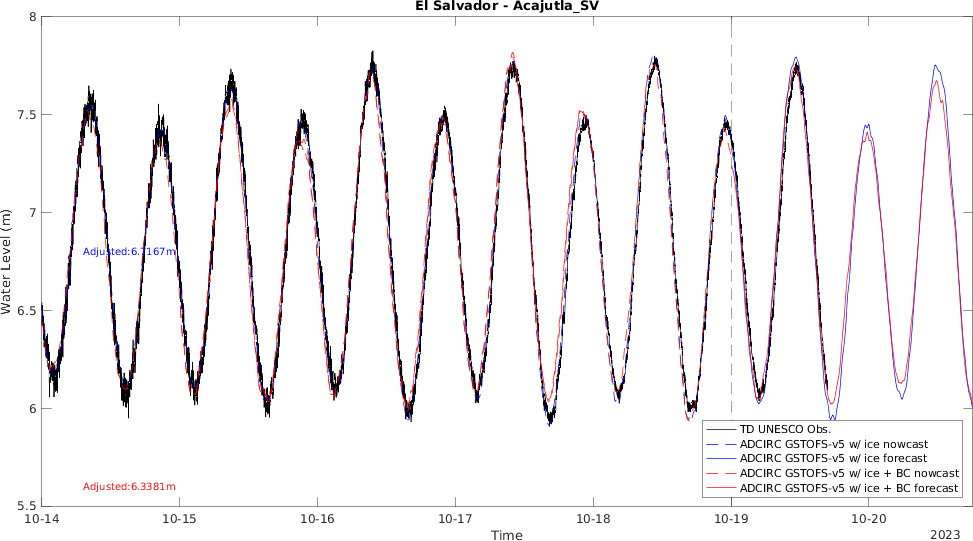 El Salvador - Acajutla_SV
8
7.5
7
6.5
6
5.5
Water Level (m)
Adjusted:6.7167m
Adjusted:6.3381m
TD UNESCO Obs.
ADCIRC GSTOFS-v5 w/ ice nowcast
ADCIRC GSTOFS-v5 w/ ice forecast
ADCIRC GSTOFS-v5 w/ ice + BC nowcast
ADCIRC GSTOFS-v5 w/ ice + BC forecast
10-14 10-15 10-16 10-17 10-18 10-19 10-20
Time
2023